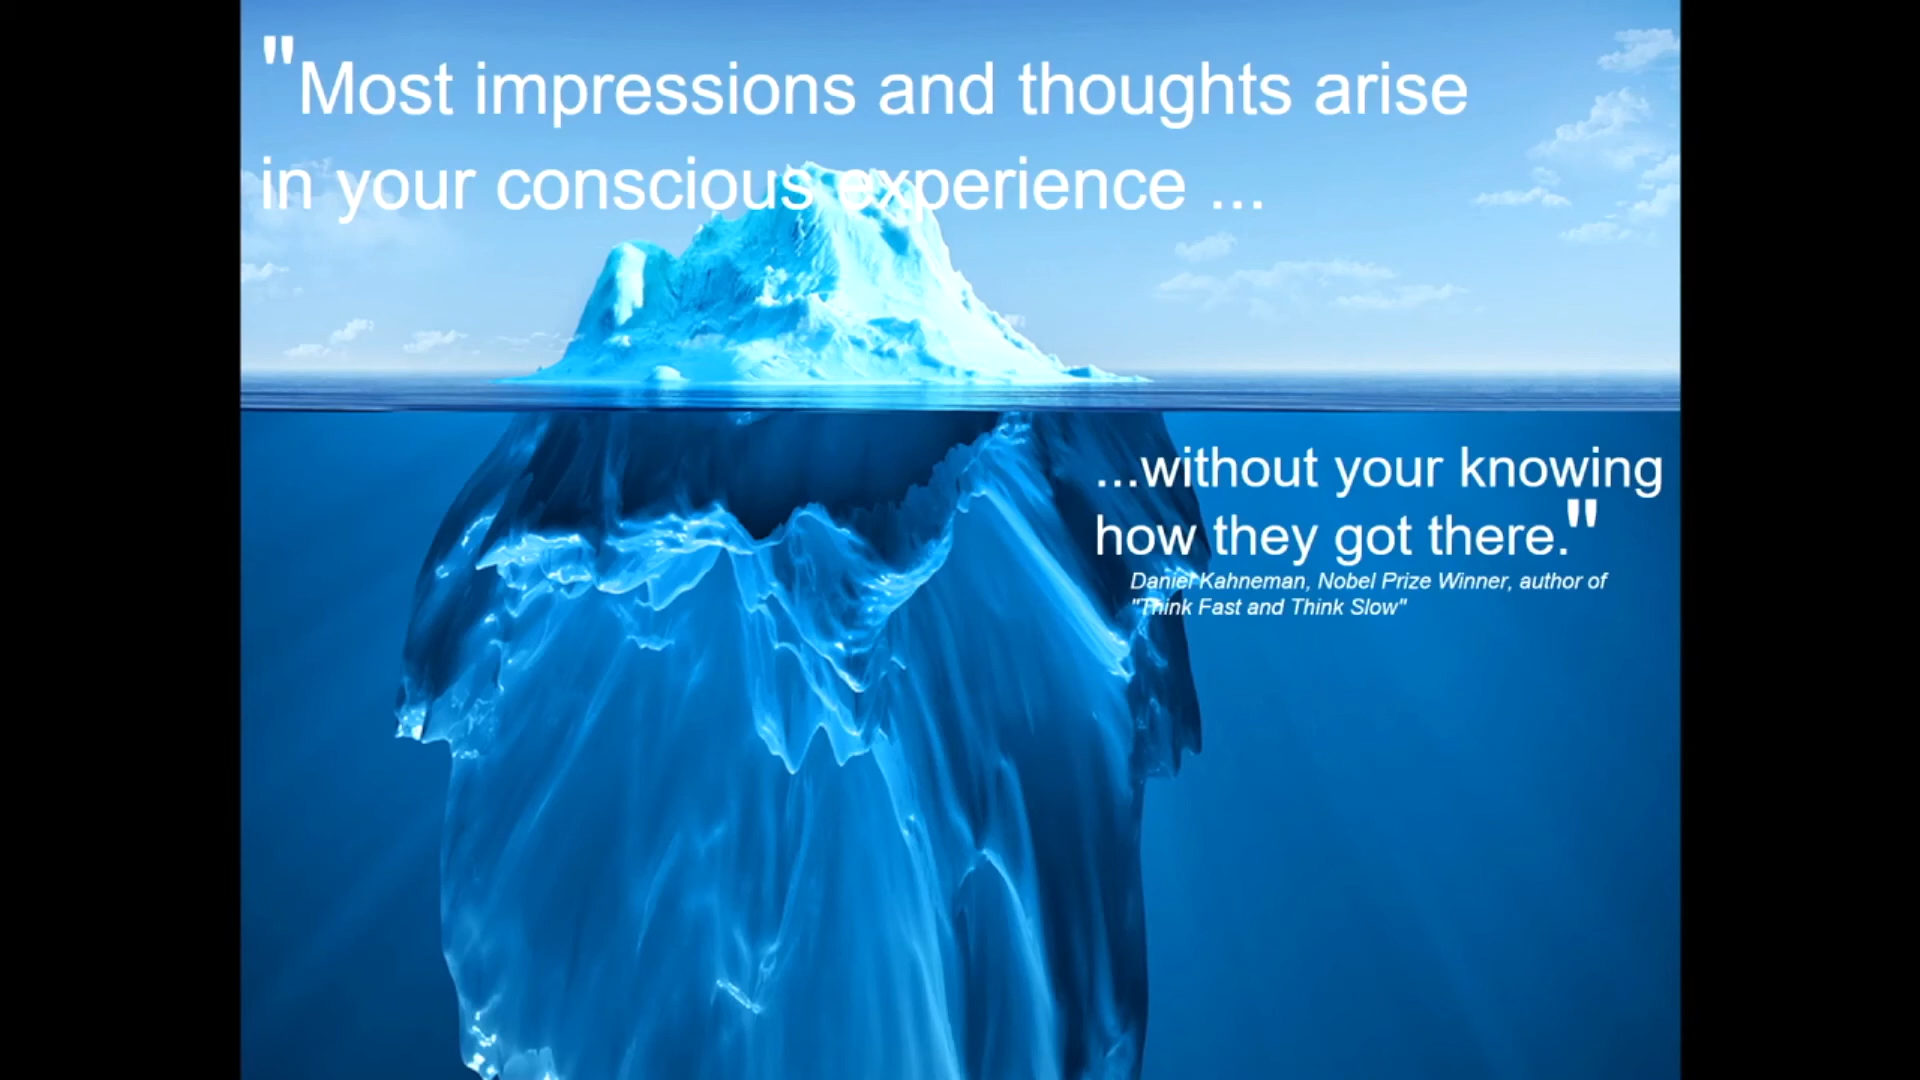 "Most impressions and thoughts arise
in your conscious experience ...
...without your knowing
how they got there."
Daniel Kahneman, Nobel Prize Winner, author of
"Think Fast and Think Slow"